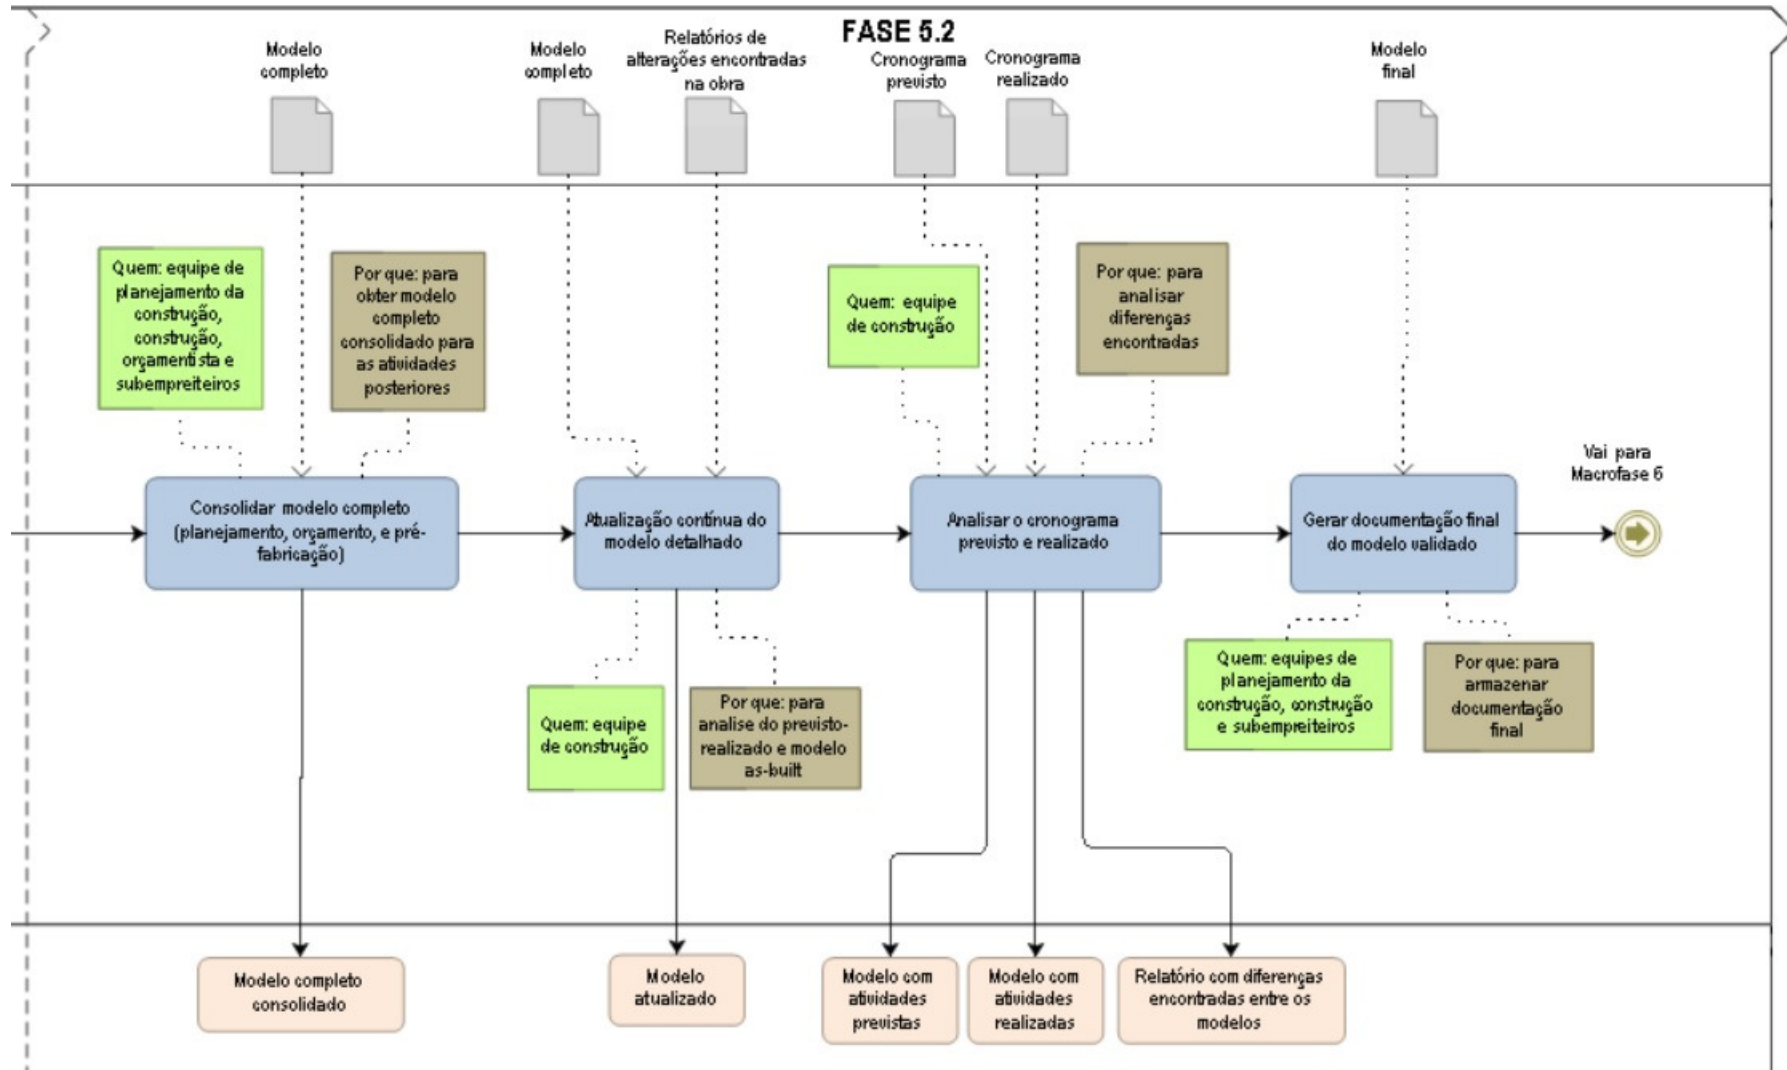 FASE 5.2
Modelo
completo
Modelo
completo
Relatórios de
alterações encontradas
na obra
Cronograma
previsto
Cronograma
realizado
Modelo
final
Quem: equipe de
planejamento da
construção,
construção,
orçamentista e
subempreiteiros
Por que: para
obter modelo
completo
consolidado para
as atividades
posteriores
Quem: equipe
de construção
Por que: para
analisar
diferenças
encontradas
Consolidar modelo completo
(planejamento, orçamento, e pré-
fabricação)
Atualização contínua do
modelo detalhado
Analisar o cronograma
previsto e realizado
Gerar documentação final
do modelo validado
Vai para
Macrofase 6
Quem: equipe
de construção
Por que: para
analise do previsto-
realizado e modelo
as-built
Quem: equipes de
planejamento da
construção, construção
e subempreiteiros
Por que: para
armazenar
documentação
final
Modelo completo
consolidado
Modelo
atualizado
Modelo com
atividades
previstas
Modelo com
atividades
realizadas
Relatório com diferenças
encontradas entre os
modelos